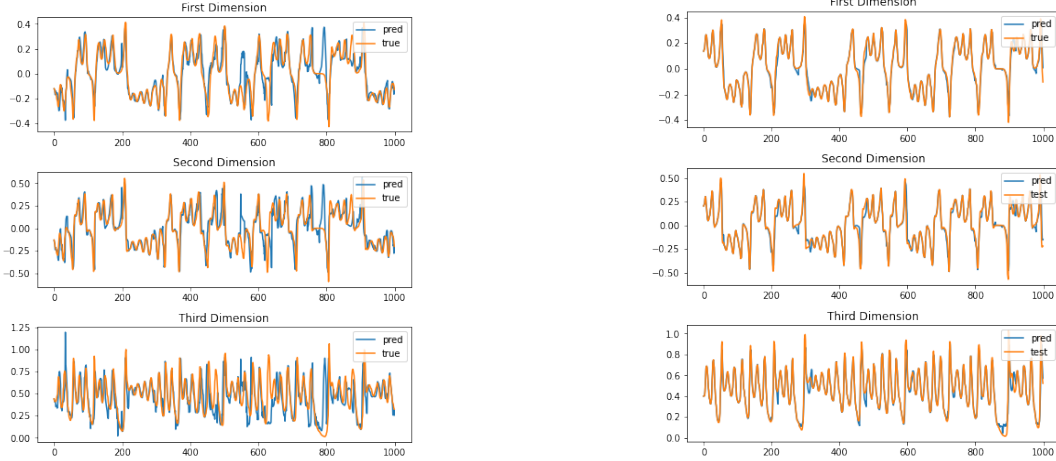 First Dimension
0.4
0.2
0.0
−0.2
−0.4
0 200 400 600 800 1000
pred
true
Second Dimension
0.50
0.25
0.00
−0.25
−0.50
0 200 400 600 800 1000
pred
true
Third Dimension
1.25
1.00
0.75
0.50
0.25
0.00
0 200 400 600 800 1000
pred
true
First Dimension
0.4
0.2
0.0
−0.2
−0.4
0 200 400 600 800 1000
pred
true
Second Dimension
0.50
0.25
0.00
−0.25
−0.50
0 200 400 600 800 1000
pred
test
Third Dimension
1.0
0.8
0.6
0.4
0.2
0.0
0 200 400 600 800 1000
pred
test